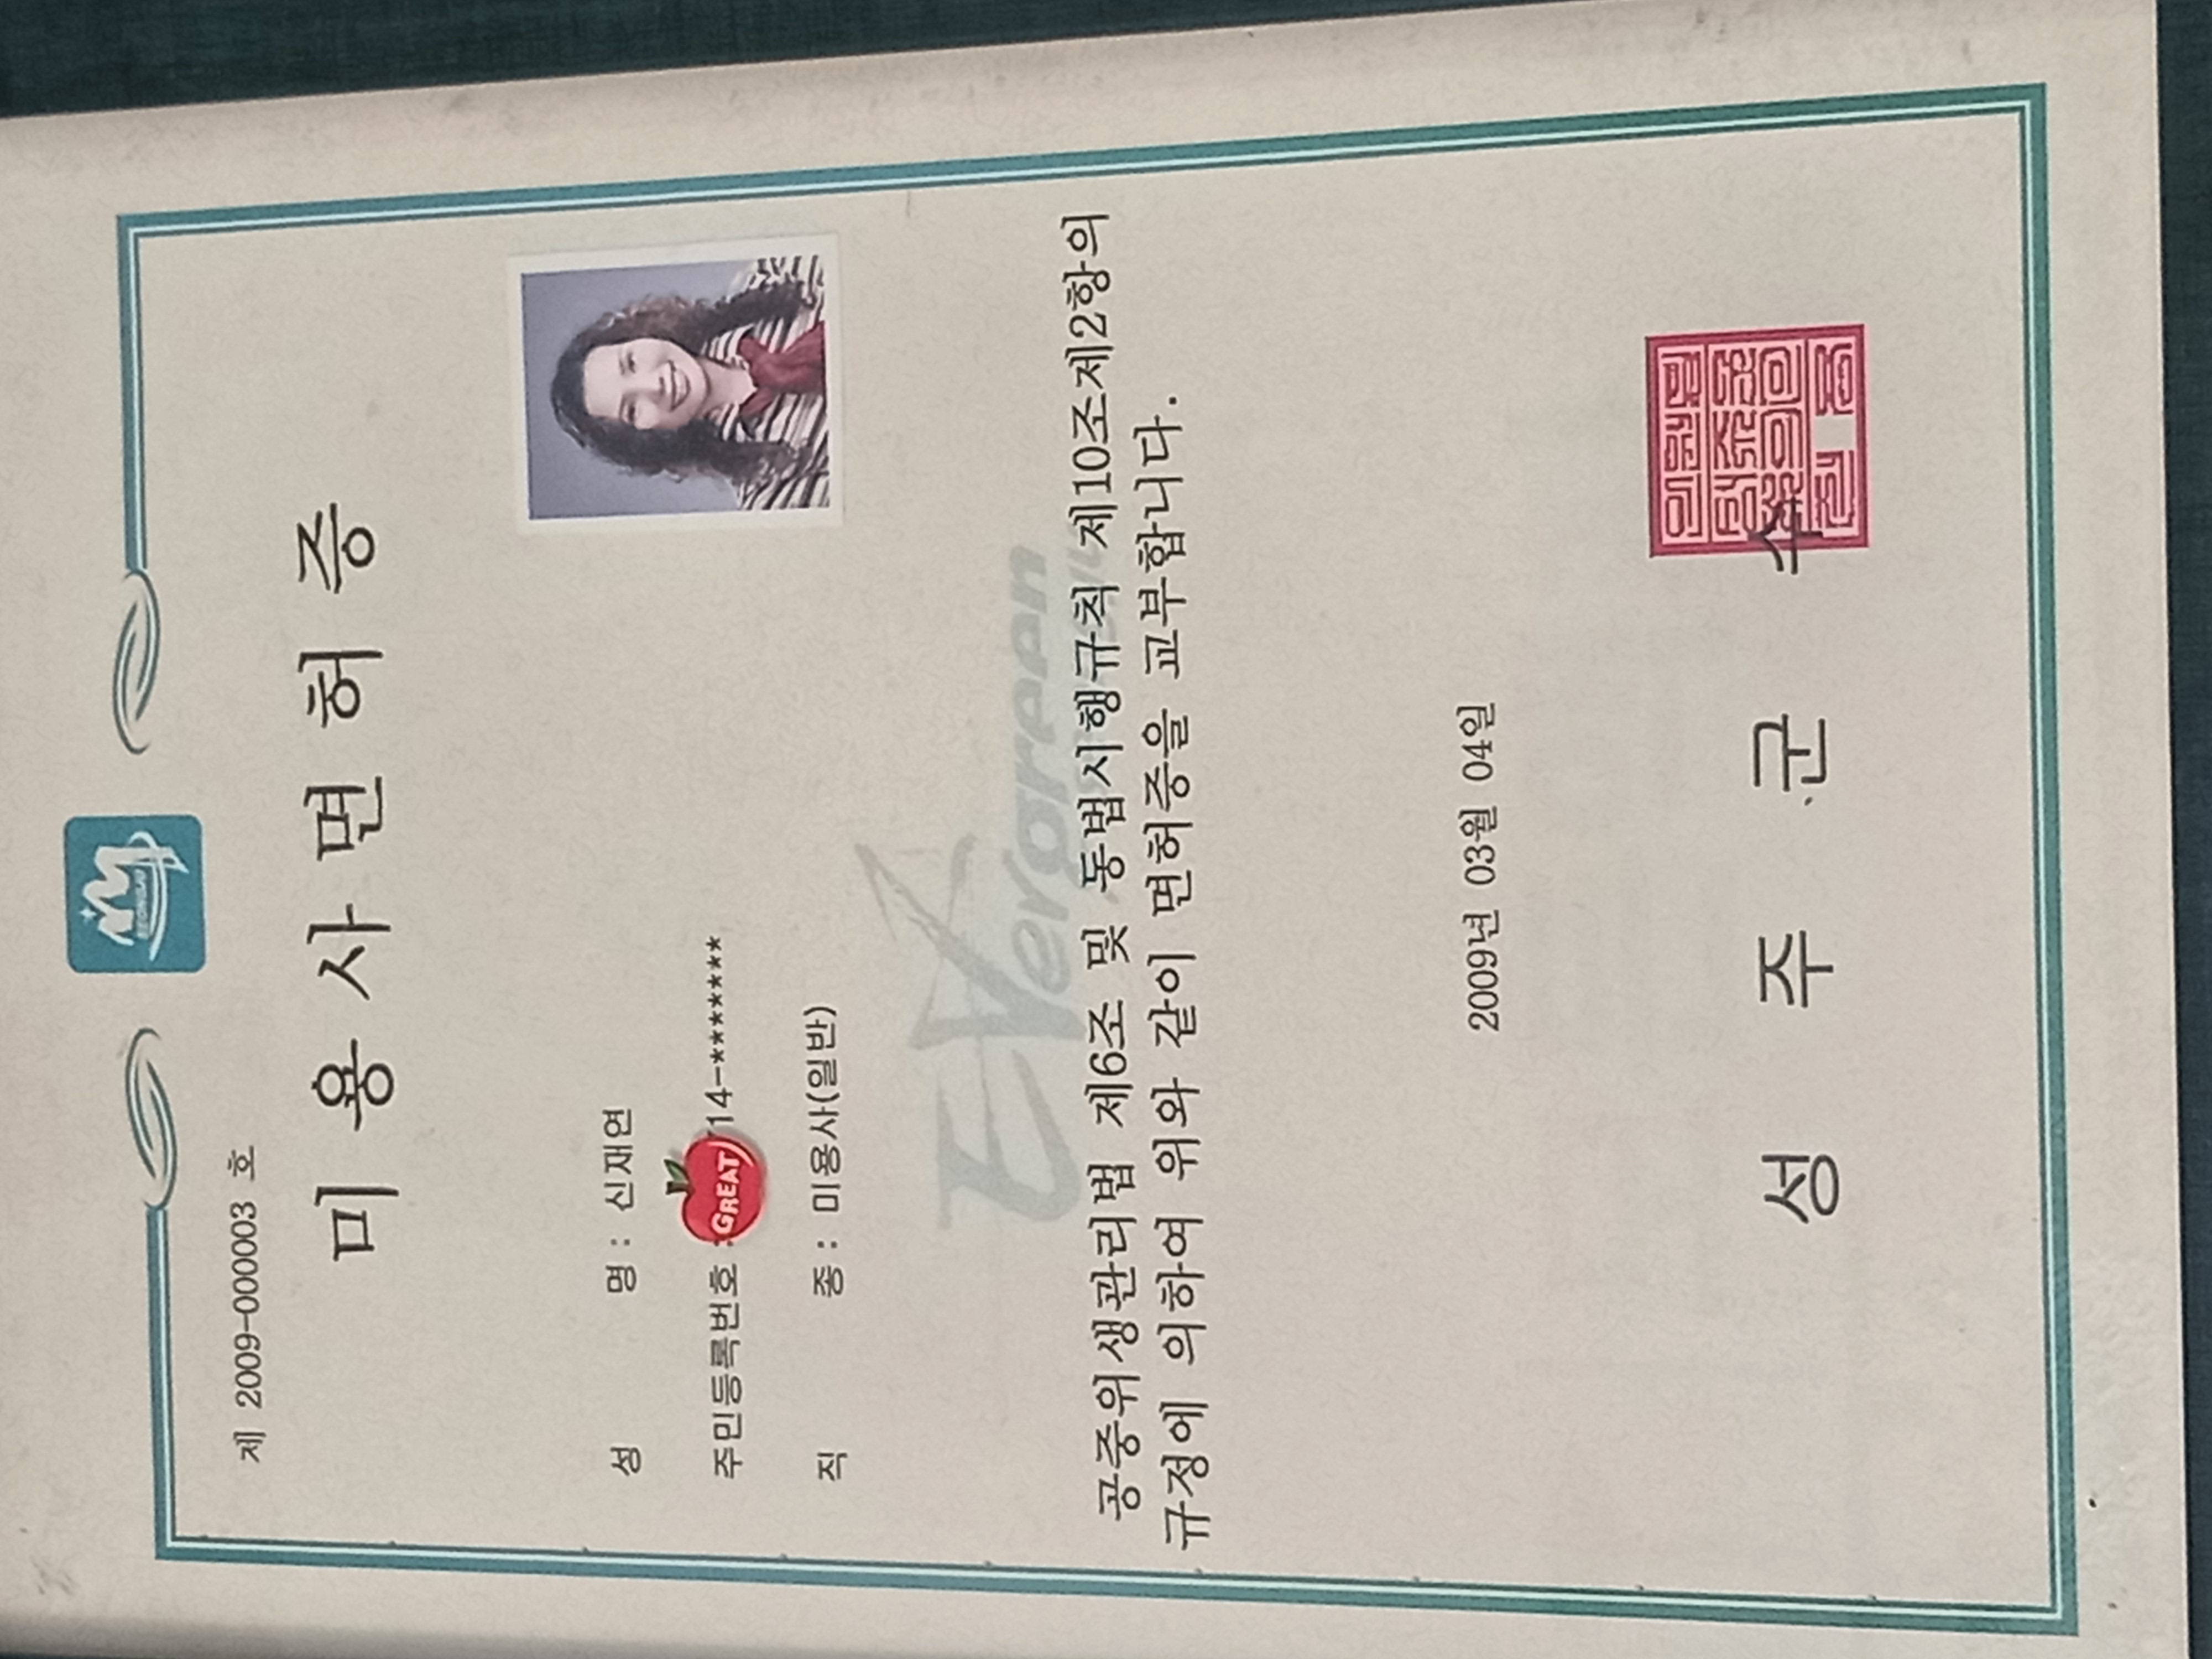 제 2009-000003 호
미용사면허증
성 명 : 신재연
주민등록번호 : 14-*******
GREAT
직 종 : 미용사(일반)
Evergreen
공중위생관리법 제6조 및 동법시행규칙 제10조제2항의
규정에 의하여 위와 같이 면허증을 교부합니다.
2009년 03월 04일
성 주 군 수